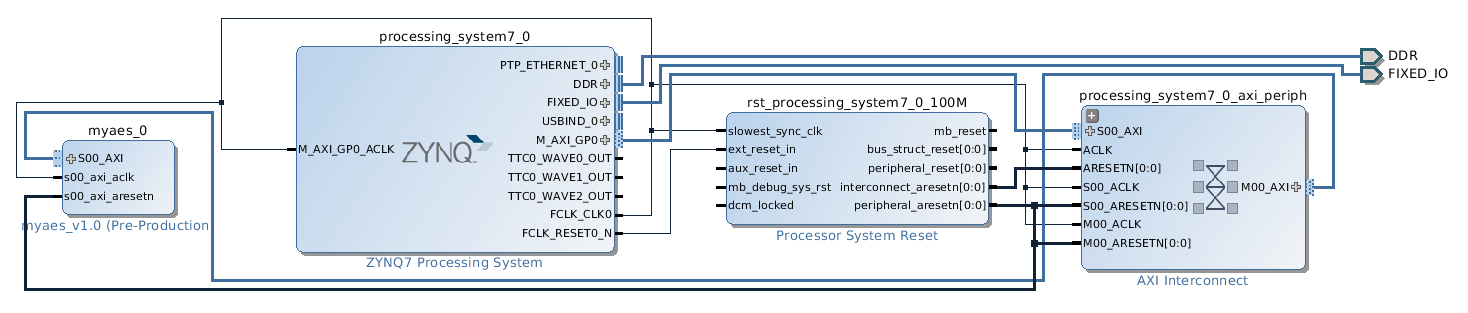 myaes_0
S00_AXI
s00_axi_aclk
s00_axi_aresetn
myaes_v1.0 (Pre-Production
processing_system7_0
PTP_ETHERNET_0
DDR
FIXED_IO
USBIND_0
M_AXI_GP0
M_AXI_GP0_ACLK
ZYNQ
TTC0_WAVE0_OUT
TTC0_WAVE1_OUT
TTC0_WAVE2_OUT
FCLK_CLK0
FCLK_RESET0_N
ZYNQ7 Processing System
rst_processing_system7_0_100M
slowest_sync_clk
ext_reset_in
aux_reset_in
mb_debug_sys_rst
dcm_locked
mb_reset
bus_struct_reset[0:0]
peripheral_reset[0:0]
interconnect_aresetn[0:0]
peripheral_aresetn[0:0]
Processor System Reset
processing_system7_0_axi_periph
S00_AXI
ACLK
ARESETN[0:0]
S00_ACLK
S00_ARESETN[0:0]
M00_ACLK
M00_ARESETN[0:0]
M00_AXI
AXI Interconnect
DDR
FIXED_IO